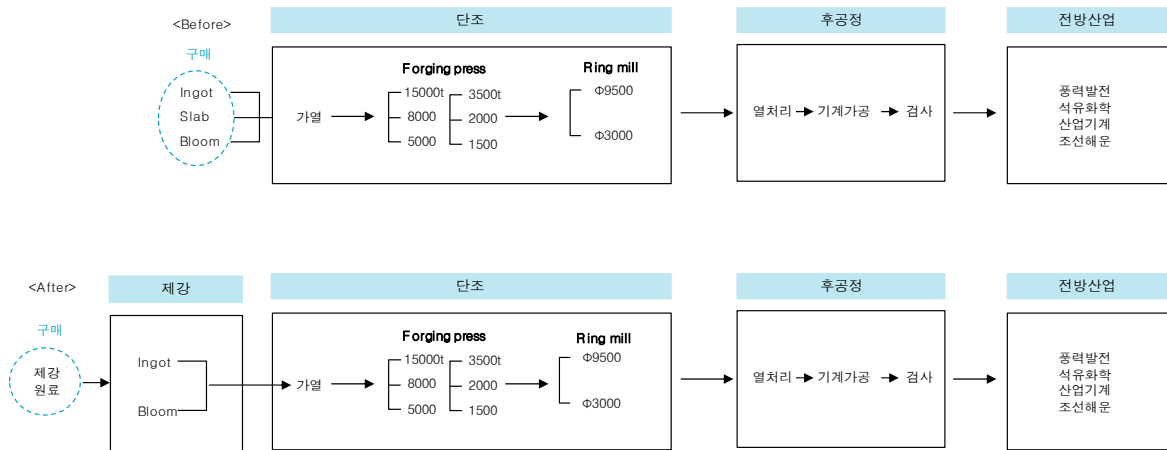 <Before>
단조
후공정
전방산업
구매
Ingot
Slab
Bloom
가열
Forging press
15000t
8000
5000
3500t
2000
1500
Ring mill
Φ9500
Φ3000
열처리
기계가공
검사
풍력발전
석유화학
산업기계
조선해운
<After>
제강
단조
후공정
전방산업
구매
제강
원료
Ingot
Bloom
가열
Forging press
15000t
8000
5000
3500t
2000
1500
Ring mill
Φ9500
Φ3000
열처리
기계가공
검사
풍력발전
석유화학
산업기계
조선해운